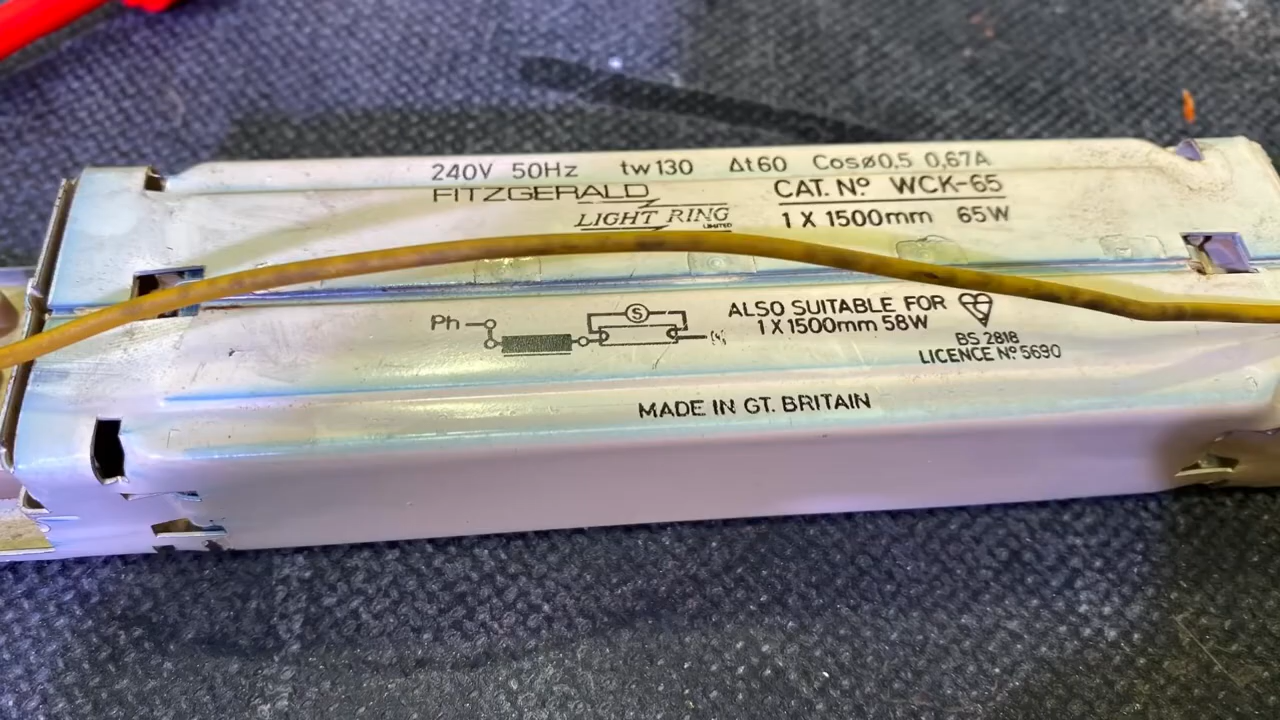 240V 50Hz tw130 Δt60 Cosø0,5 0,67A
FITZGERALD
LIGHT RING
LIMITED
CAT. Nº WCK-65
1 X 1500mm 65W
Ph
S
ALSO SUITABLE FOR
1 X 1500mm 58W
BS 2818
LICENCE Nº 5690
MADE IN GT. BRITAIN